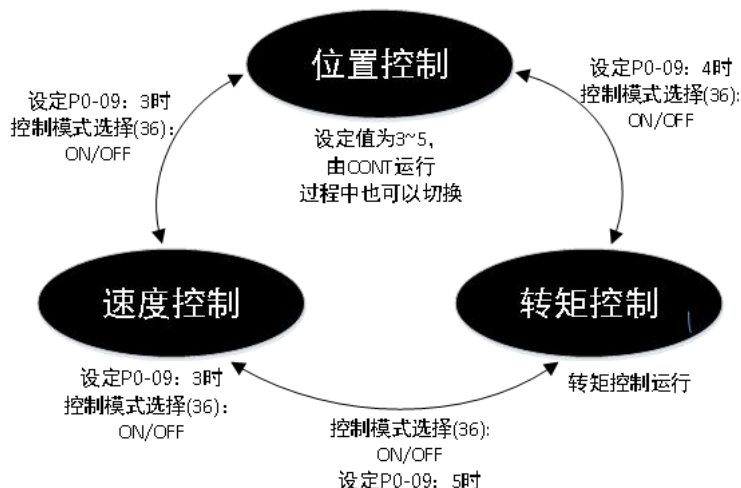 位置控制
设定P0-09：3时
控制模式选择(36)：
ON/OFF
设定P0-09：4时
控制模式选择(36):
ON/OFF
设定值为3~5，
由CONT运行
过程中也可以切换
速度控制
转矩控制
设定P0-09：3时
控制模式选择(36)：
ON/OFF
转矩控制运行
控制模式选择(36):
ON/OFF
设定P0-09：5时